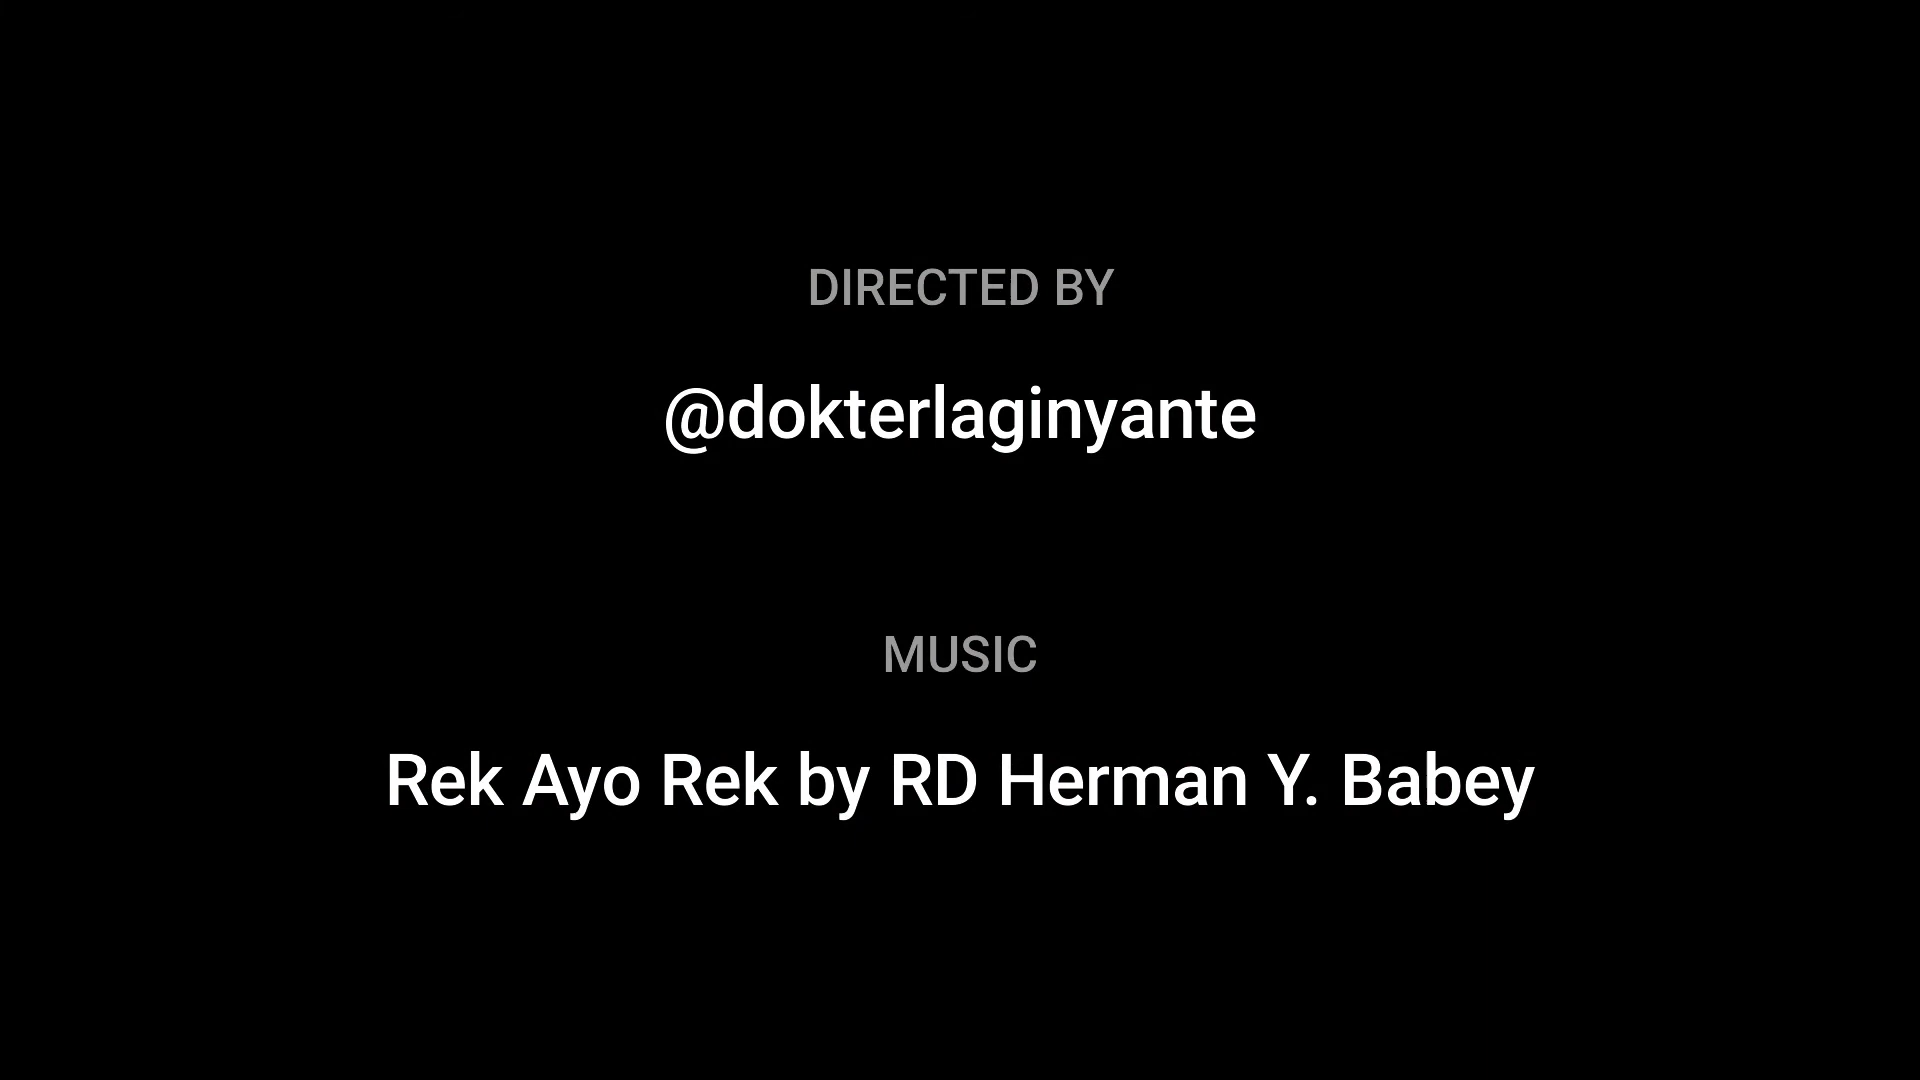 DIRECTED BY
@dokterlaginyante
MUSIC
Rek Ayo Rek by RD Herman Y. Babey